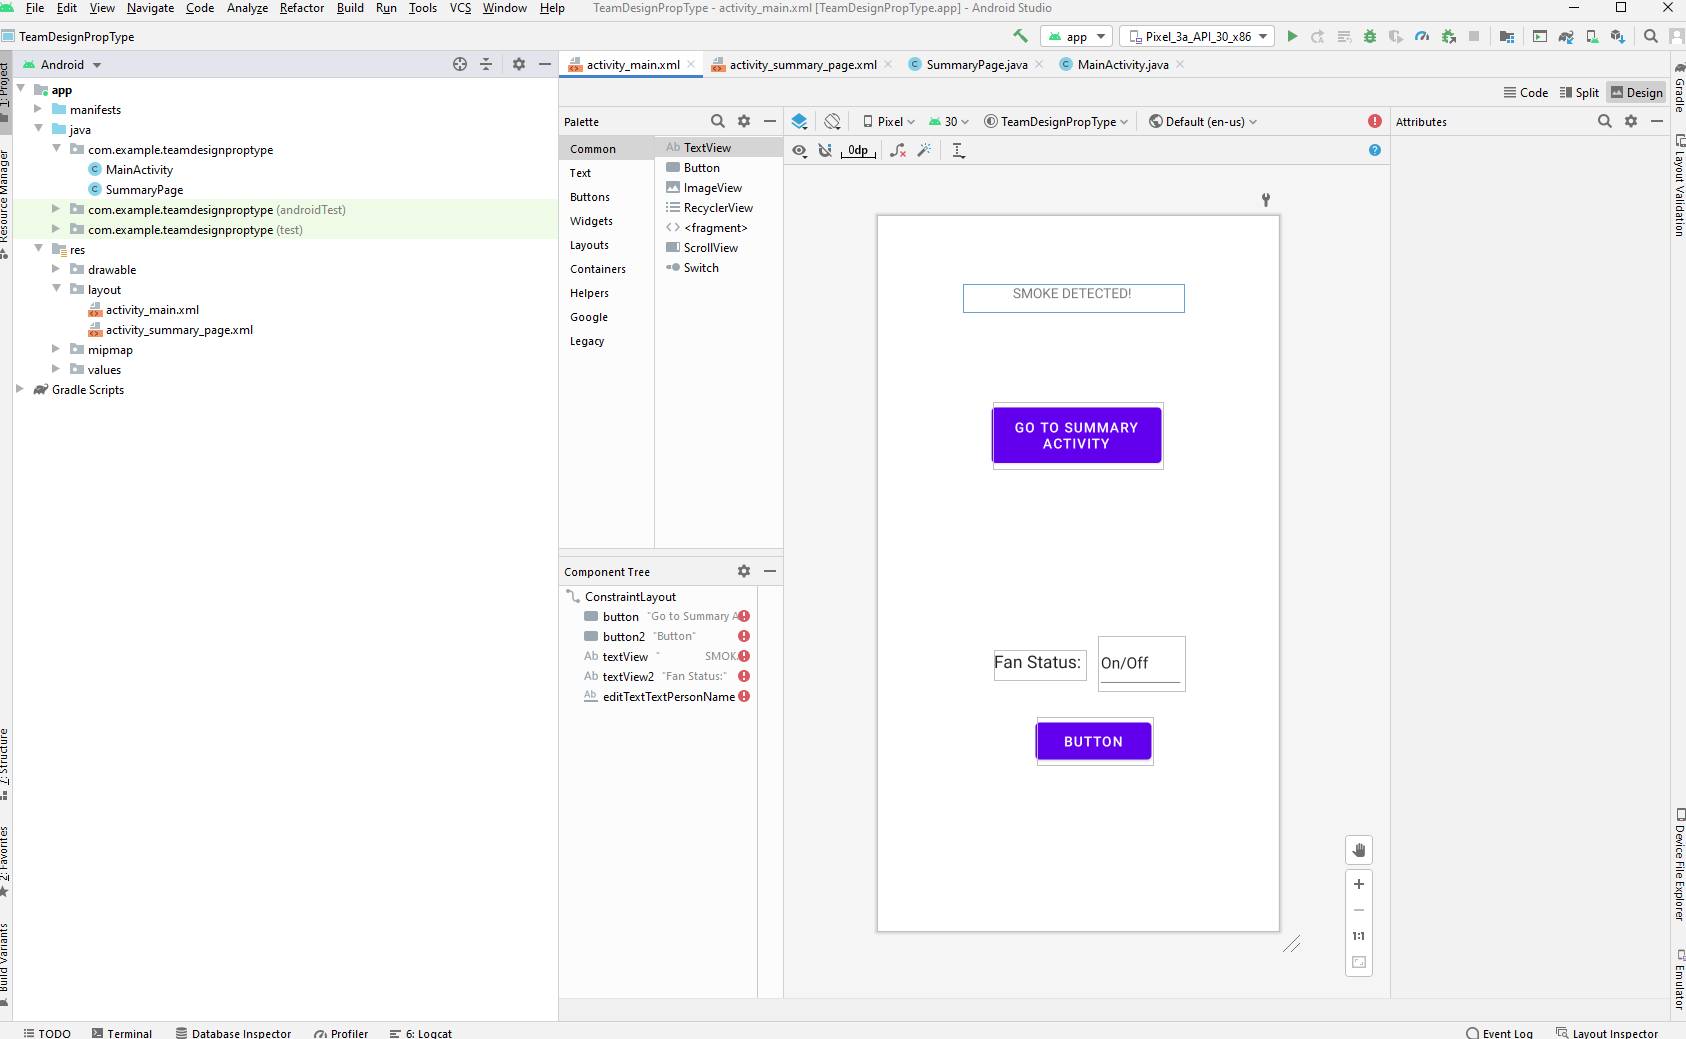 File Edit View Navigate Code Analyze Refactor Build Run Tools VCS Window Help TeamDesignPropType - activity_main.xml [TeamDesignPropType.app] - Android Studio
TeamDesignPropType app Pixel_3a_API_30_x86
1: Project
Resource Manager
7: Structure
2: Favorites
Build Variants
Android
app
manifests
java
com.example.teamdesignproptype
MainActivity
SummaryPage
com.example.teamdesignproptype (androidTest)
com.example.teamdesignproptype (test)
res
drawable
layout
activity_main.xml
activity_summary_page.xml
mipmap
values
Gradle Scripts
activity_main.xml activity_summary_page.xml SummaryPage.java MainActivity.java
Code Split Design
Palette
Common
Text
Buttons
Widgets
Layouts
Containers
Helpers
Google
Legacy
Ab TextView
Button
ImageView
RecyclerView
<> <fragment>
ScrollView
Switch
Pixel 30 TeamDesignPropType Default (en-us)
0dp
SMOKE DETECTED!
GO TO SUMMARY
ACTIVITY
Fan Status: On/Off
BUTTON
1:1
Component Tree
ConstraintLayout
button "Go to Summary A
button2 "Button"
Ab textView " SMOK
Ab textView2 "Fan Status:"
Ab editTextTextPersonName
Attributes
Gradle
Layout Validation
Device File Explorer
Emulator
TODO Terminal Database Inspector Profiler 6: Logcat Event Log Layout Inspector